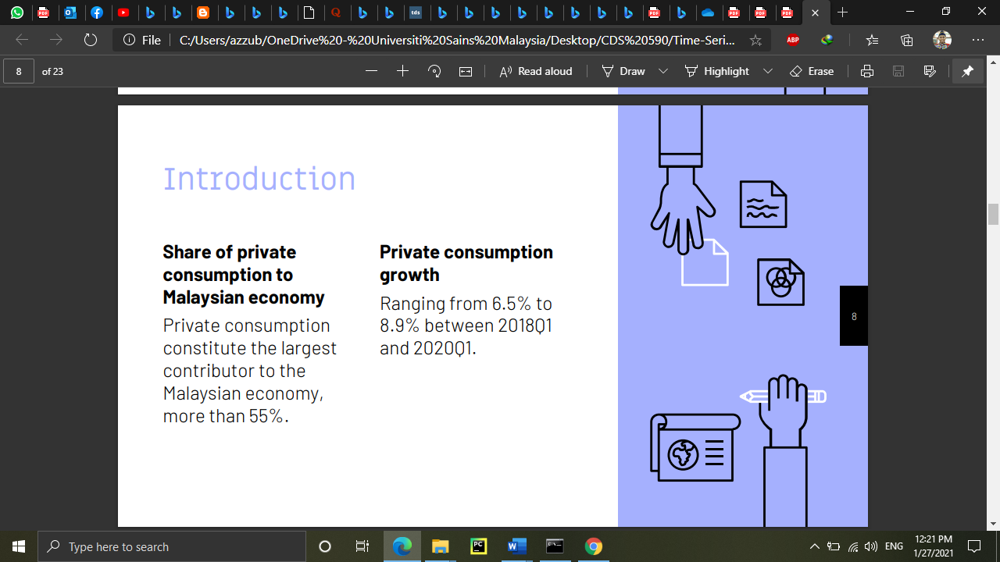 tds
File
C:/Users/azzub/OneDrive%20-%20Universiti%20Sains%20Malaysia/Desktop/CDS%20590/Time-Seri...
ABP
8
of 23
Read aloud
Draw
Highlight
Erase
Introduction
Share of private
consumption to
Malaysian economy
Private consumption
constitute the largest
contributor to the
Malaysian economy,
more than 55%.
Private consumption
growth
Ranging from 6.5% to
8.9% between 2018Q1
and 2020Q1.
8
Type here to search
PC
ENG
12:21 PM
1/27/2021